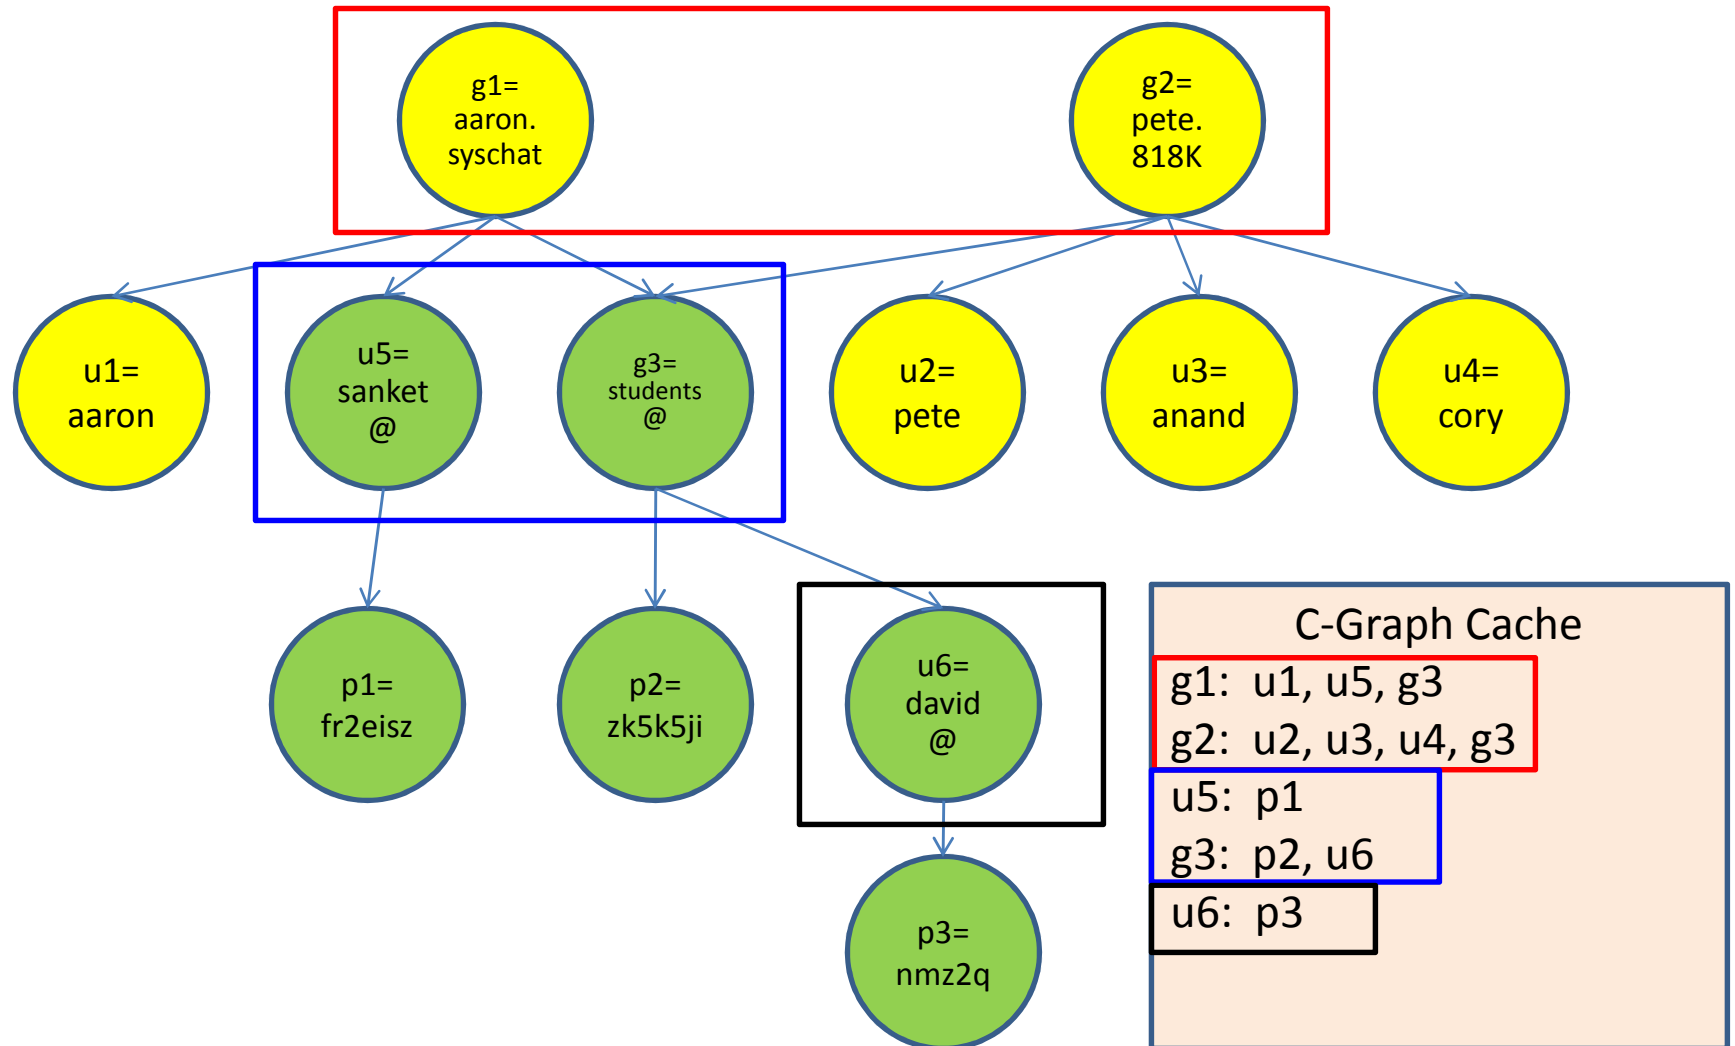 g1=
aaron.
syschat
g2=
pete.
818K
u1=
aaron
u5=
sanket
@
g3=
students
@
u2=
pete
u3=
anand
u4=
cory
p1=
fr2eisz
p2=
zk5k5ji
u6=
david
@
p3=
nmz2q
C-Graph Cache
g1: u1, u5, g3
g2: u2, u3, u4, g3
u5: p1
g3: p2, u6
u6: p3